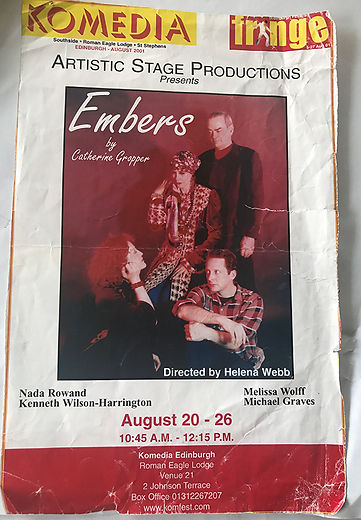 KOMEDIA
Southside • Roman Eagle Lodge • St Stephens
EDINBURGH - AUGUST 2001
fringe
ARTISTIC STAGE PRODUCTIONS
Presents
Embers
by
Catherine Gropper
Directed by Helena Webb
Nada Rowand
Kenneth Wilson-Harrington
Melissa Wolff
Michael Graves
August 20 - 26
10:45 A.M. - 12:15 P.M.
Komedia Edinburgh
Roman Eagle Lodge
Venue 21
2 Johnson Terrace
Box Office 01312267207
www.komfest.com